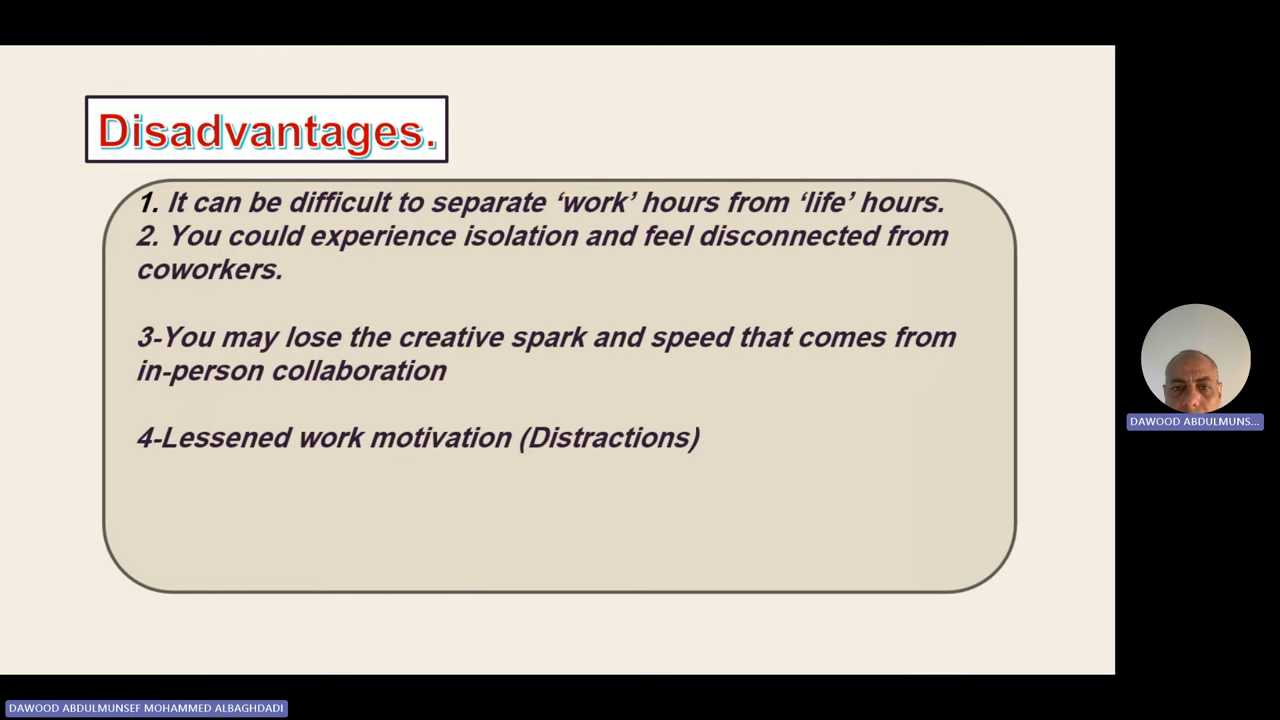 Disadvantages.
1. It can be difficult to separate ‘work’ hours from ‘life’ hours.
2. You could experience isolation and feel disconnected from
coworkers.
3-You may lose the creative spark and speed that comes from
in-person collaboration
4-Lessened work motivation (Distractions)
DAWOOD ABDULMUNS...
DAWOOD ABDULMUNSEF MOHAMMED ALBAGHDADI